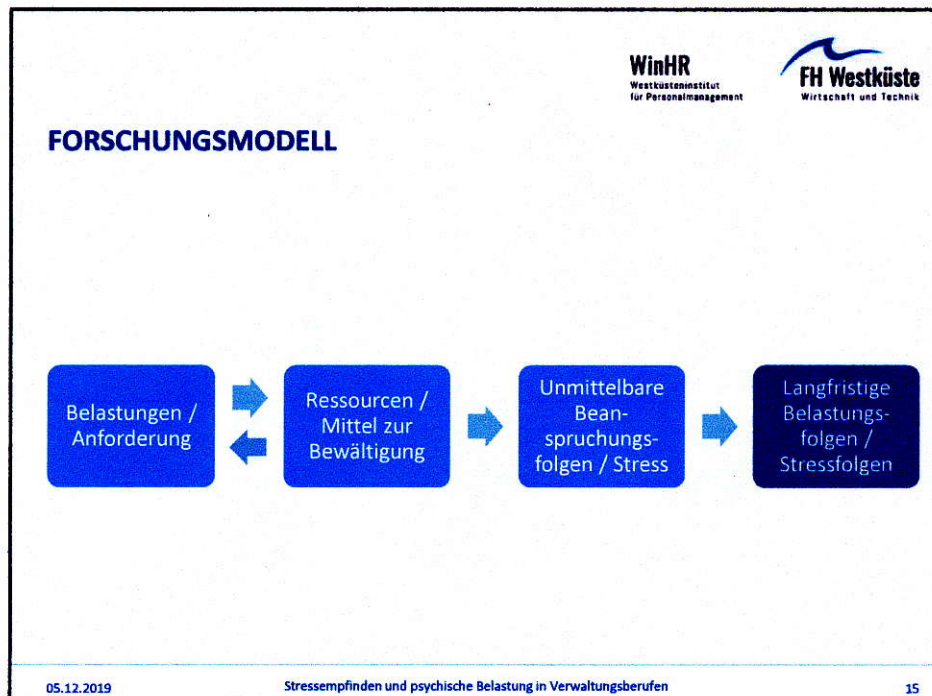 WinHR
Westküsteninstitut
für Personalmanagement
FH Westküste
Wirtschaft und Technik
FORSCHUNGSMODELL
Belastungen /
Anforderung
Ressourcen /
Mittel zur
Bewältigung
Unmittelbare
Bean-
spruchungs-
folgen / Stress
Langfristige
Belastungs-
folgen /
Stressfolgen
05.12.2019
Stressempfinden und psychische Belastung in Verwaltungsberufen
15